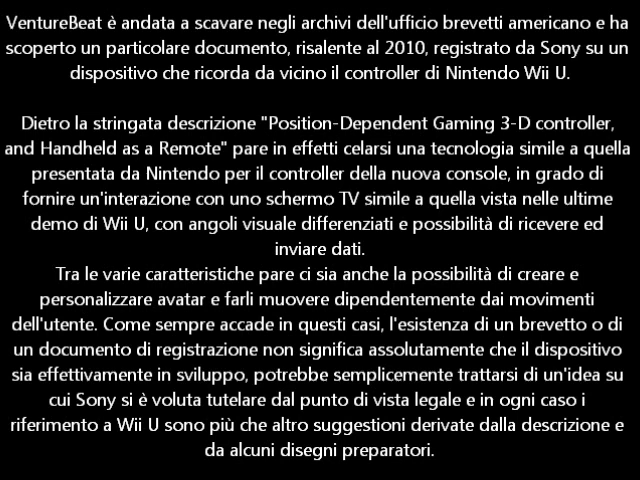 VentureBeat è andata a scavare negli archivi dell'ufficio brevetti americano e ha
scoperto un particolare documento, risalente al 2010, registrato da Sony su un
dispositivo che ricorda da vicino il controller di Nintendo Wii U.
Dietro la stringata descrizione "Position-Dependent Gaming 3-D controller,
and Handheld as a Remote" pare in effetti celarsi una tecnologia simile a quella
presentata da Nintendo per il controller della nuova console, in grado di
fornire un'interazione con uno schermo TV simile a quella vista nelle ultime
demo di Wii U, con angoli visuale differenziati e possibilità di ricevere ed
inviare dati.
Tra le varie caratteristiche pare ci sia anche la possibilità di creare e
personalizzare avatar e farli muovere dipendentemente dai movimenti
dell'utente. Come sempre accade in questi casi, l'esistenza di un brevetto o di
un documento di registrazione non significa assolutamente che il dispositivo
sia effettivamente in sviluppo, potrebbe semplicemente trattarsi di un'idea su
cui Sony si è voluta tutelare dal punto di vista legale e in ogni caso i
riferimento a Wii U sono più che altro suggestioni derivate dalla descrizione e
da alcuni disegni preparatori.